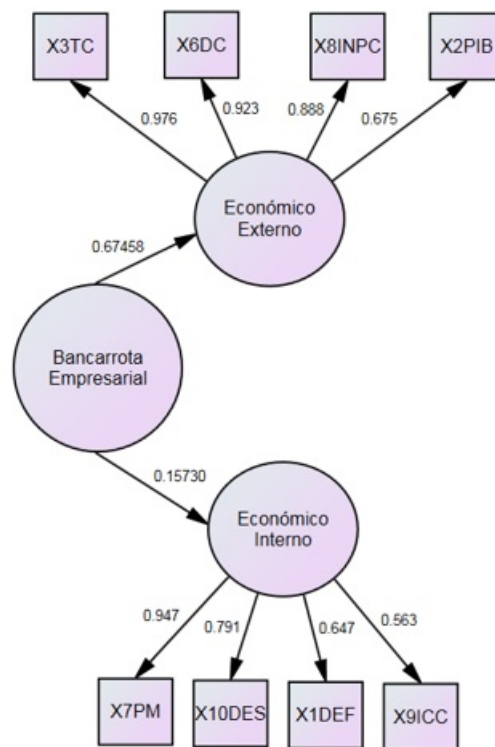 X3TC
X6DC
X8INPC
X2PIB
0.976
0.923
0.888
0.675
Económico
Externo
0.67458
Bancarrota
Empresarial
0.15730
Económico
Interno
0.947
0.791
0.647
0.563
X7PM
X10DES
X1DEF
X9ICC